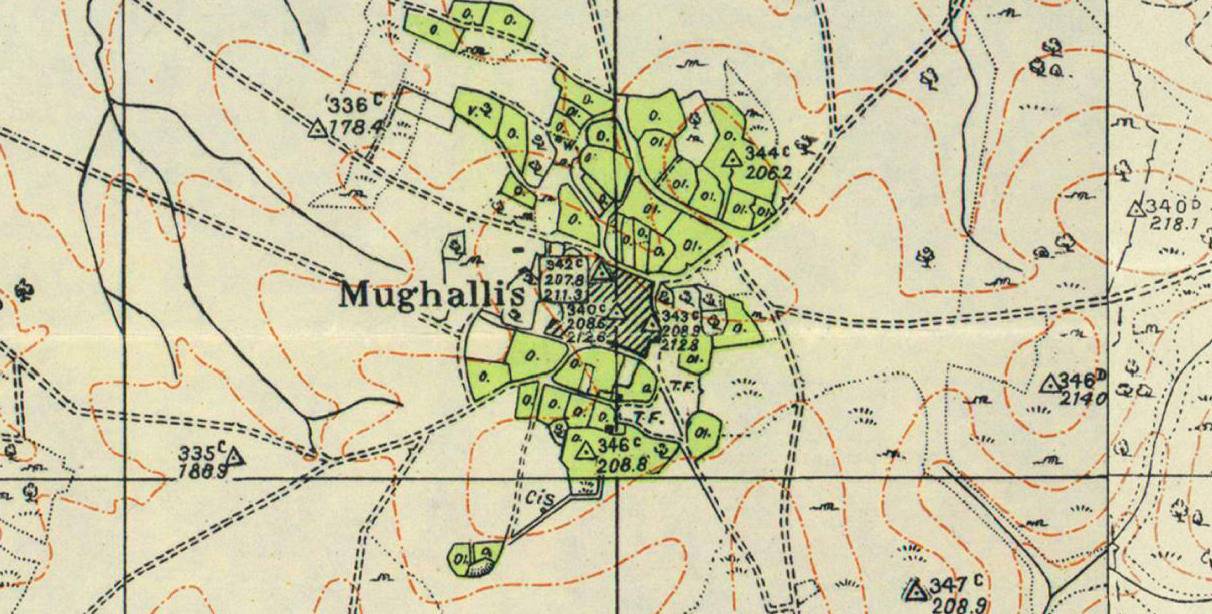 O.
O.
O.
V.
O.
O.
O.
W.
O.
O.
Ol.
O.
336 C
178.4
344 C
206.2
Ol.
Ol.
Ol.
Ol.
Ol.
Ol.
O.
O.
O.
O.
O.
340 D
218.1
342 C
207.8
211.3
Mughallis
340 C
208.6
212.6
343 C
208.9
212.8
O.
Ol.
O.
O.
O.
T.F.
346 D
214.0
O.
O.
O.
O.
T.F.
Ol.
335 C
188.9
346 C
208.8
Cis
Ol.
347 C
208.9